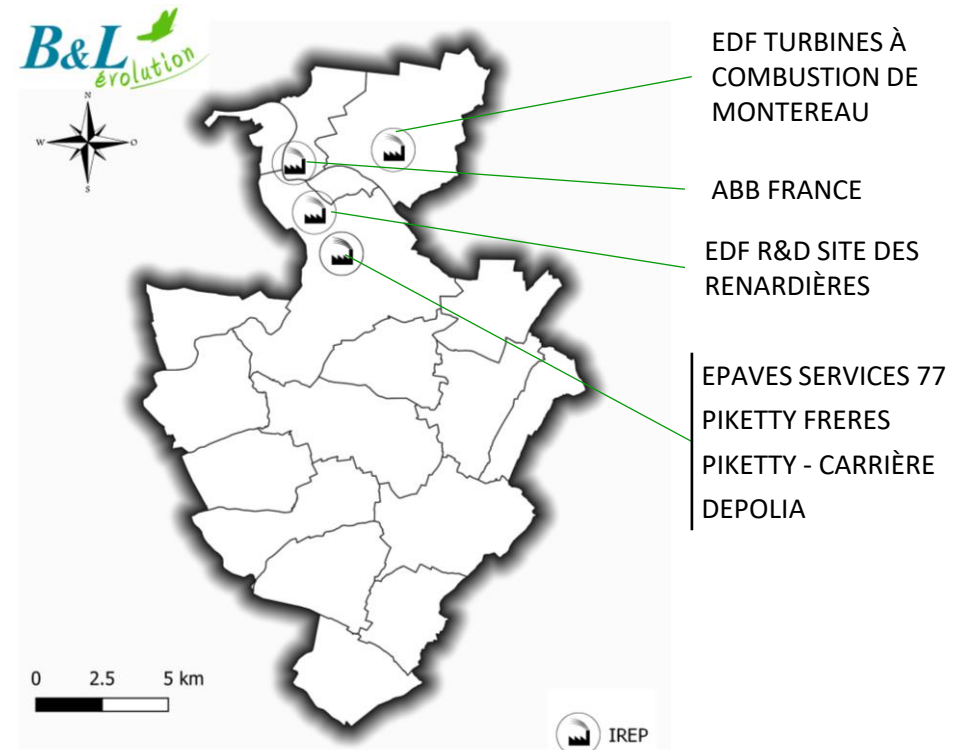 B&L
évolution
N
W
O
S
EDF TURBINES À
COMBUSTION DE
MONTEREAU
ABB FRANCE
EDF R&D SITE DES
RENARDIÈRES
EPAVES SERVICES 77
PIKETTY FRERES
PIKETTY - CARRIÈRE
DEPOLIA
0 2.5 5 km
IREP